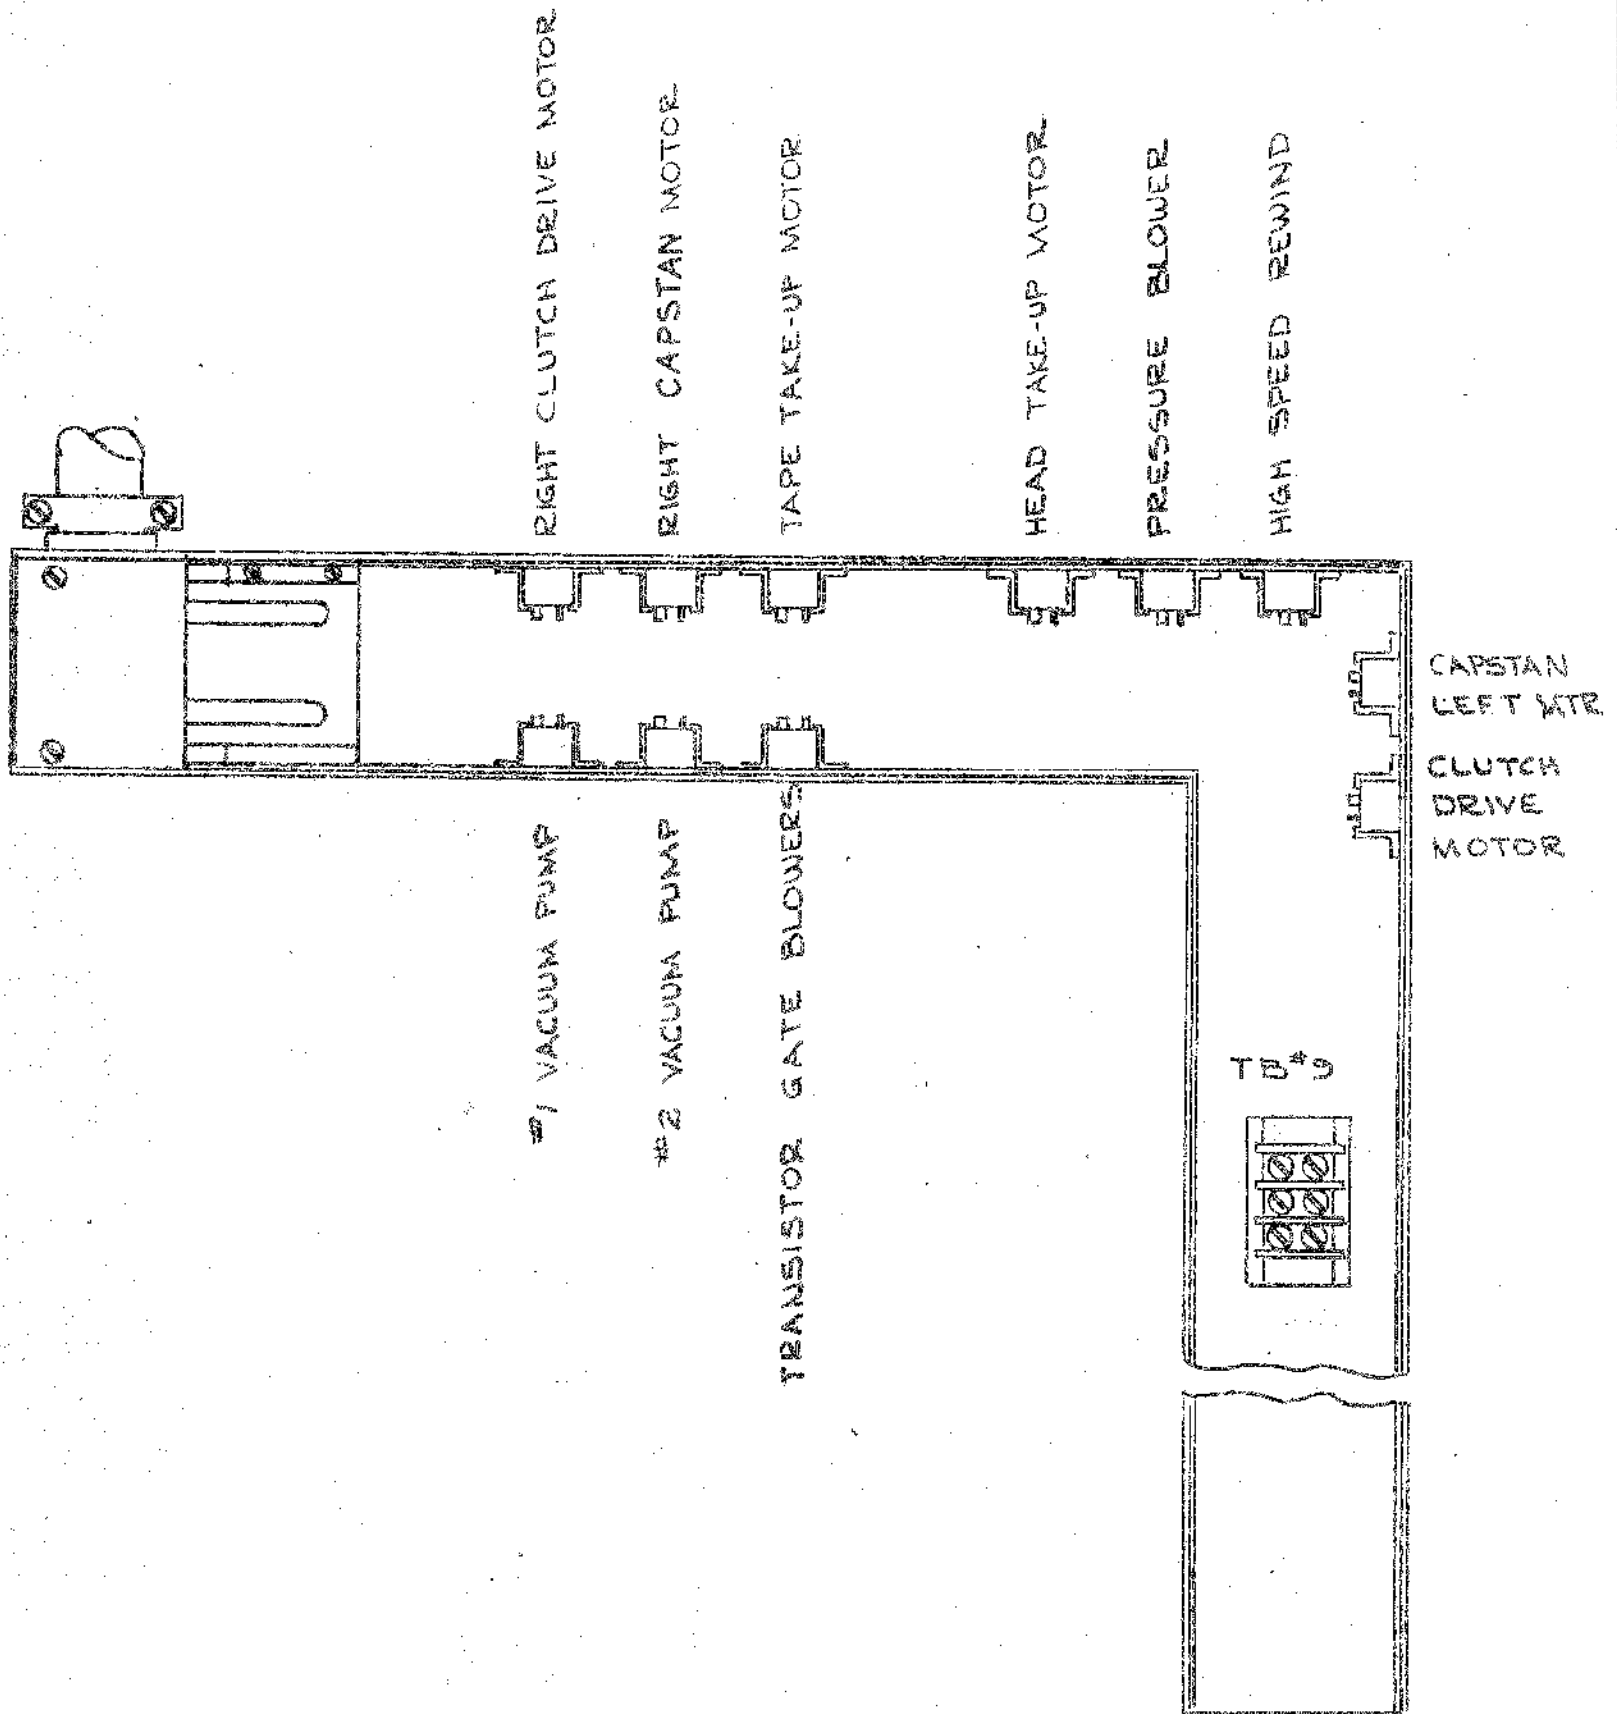 RIGHT CLUTCH DRIVE MOTOR
RIGHT CAPSTAN MOTOR
TAPE TAKE-UP MOTOR
HEAD TAKE-UP MOTOR
PRESSURE BLOWER
HIGH SPEED REWIND
CAPSTAN
LEFT MTR
CLUTCH
DRIVE
MOTOR
#1 VACUUM PUMP
#2 VACUUM PUMP
TRANSISTOR GATE BLOWERS
TB#9